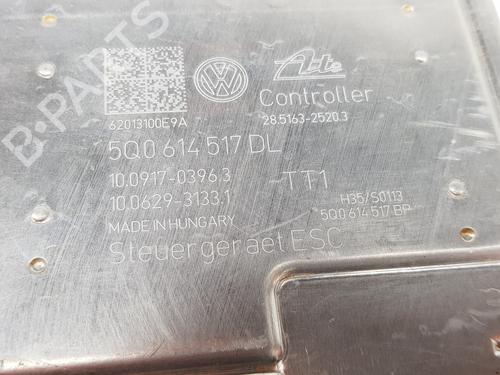 B-PARTS
Ate
Controller
62013100E9A
28.5163-2520.3
5Q0 614 517 DL
10.0917-0396.3
-TT1
10.0629-3133.1
H35/S0113
MADE IN HUNGARY
5Q0 614 517 BP
Steuergeraet ESC